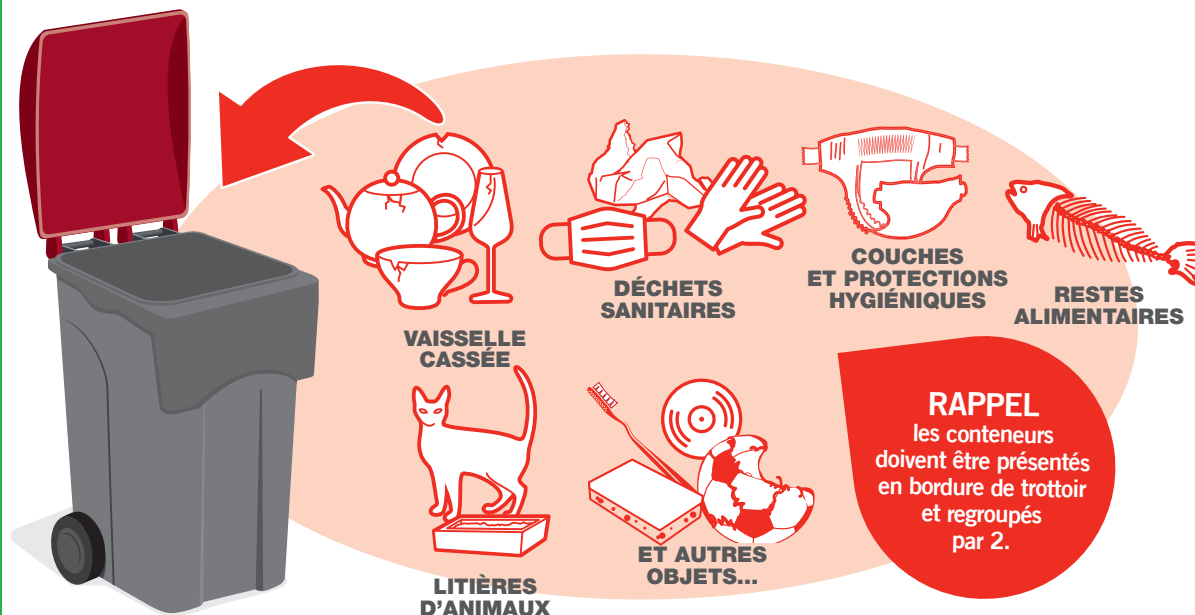 VAISSELLE
CASSÉE
DÉCHETS
SANITAIRES
COUCHES
ET PROTECTIONS
HYGIÉNIQUES
RESTES
ALIMENTAIRES
LITIÈRES
D'ANIMAUX
ET AUTRES
OBJETS...
RAPPEL
les conteneurs
doivent être présentés
en bordure de trottoir
et regroupés
par 2.